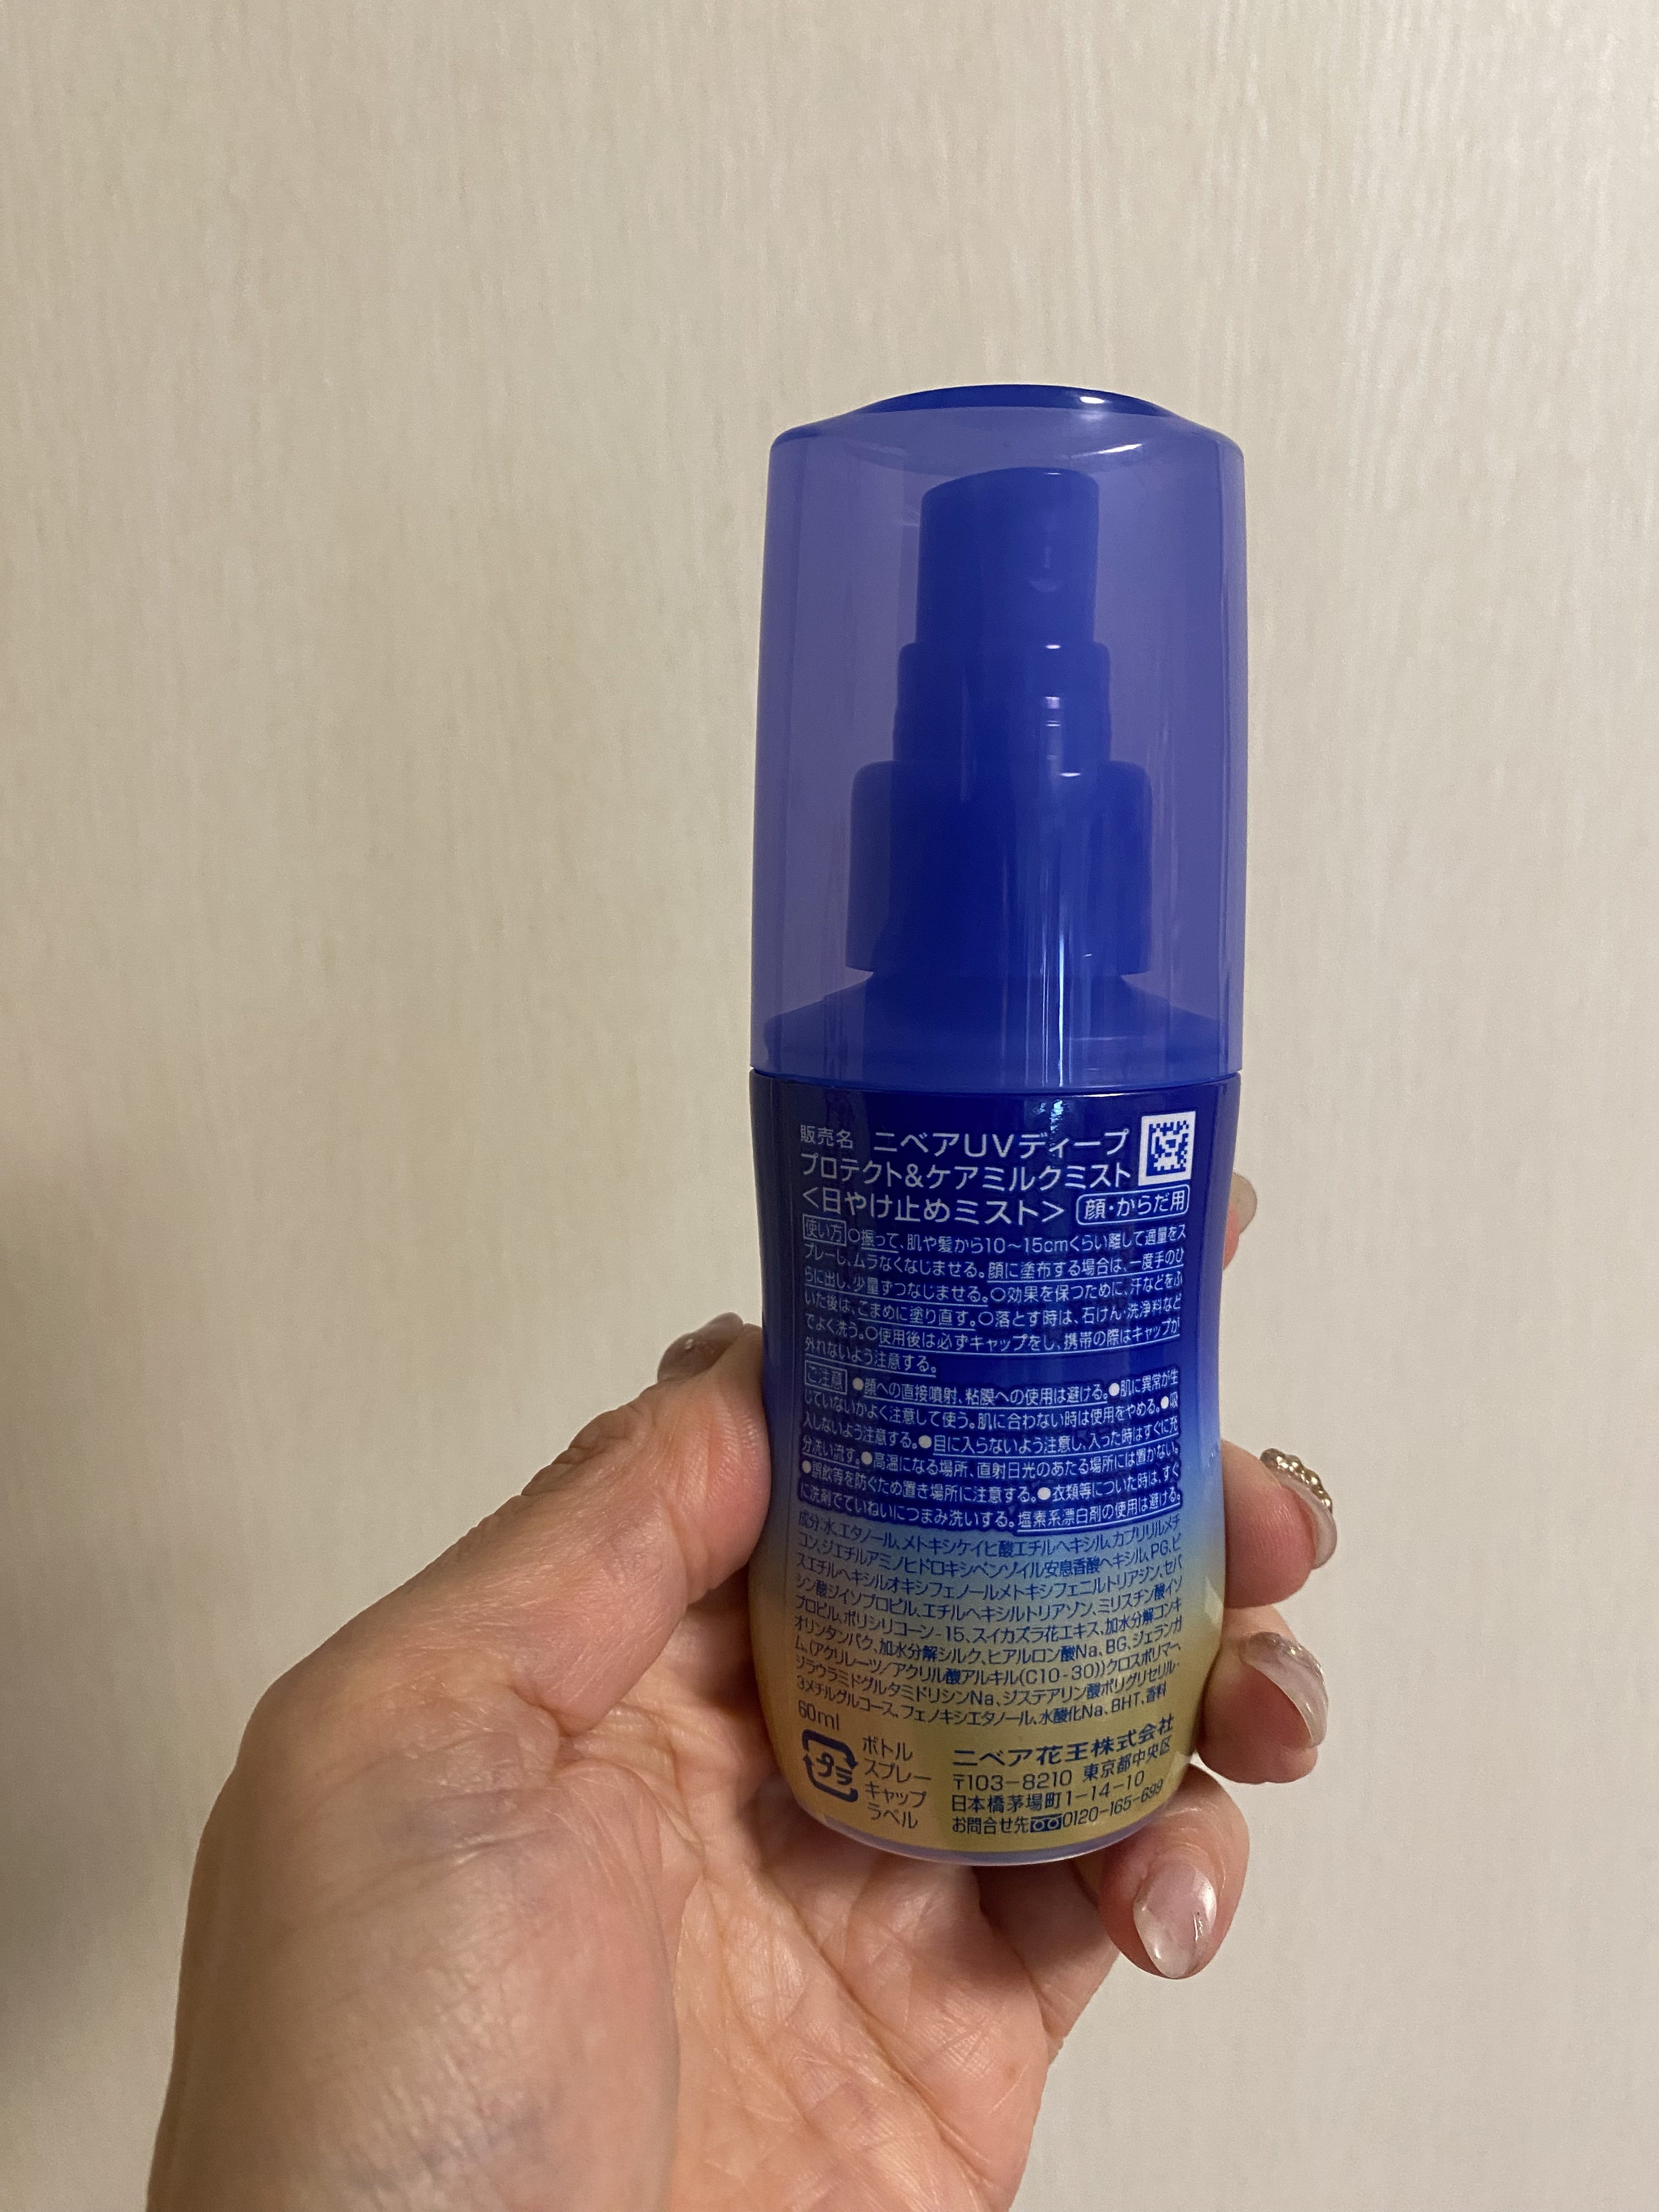 販売名 ニベアUVディープ
プロテクト&ケアミルクミスト
<日やけ止めミスト> 顔・からだ用
使い方 ○振って、肌や髪から10〜15cmくらい離して適量をス
プレーし、ムラなくなじませる。顔に塗布する場合は、一度手のひ
らに出し、少量ずつなじませる。○効果を保つために、汗などをふ
いた後は、こまめに塗り直す。○落とす時は、石けん・洗浄料など
でよく洗う。○使用後は必ずキャップをし、携帯の際はキャップが
外れないよう注意する。
ご注意 ●顔への直接噴射、粘膜への使用は避ける。●肌に異常が生
じていないかよく注意して使う。肌に合わない時は使用をやめる。●吸
入しないよう注意する。●目に入らないよう注意し、入った時はすぐに充
分洗い流す。●高温になる場所、直射日光のあたる場所には置かない。
●誤飲等を防ぐため置き場所に注意する。●衣類等についた時は、すぐ
に洗剤でていねいにつまみ洗いする。塩素系漂白剤の使用は避ける。
成分:水、エタノール、メトキシケイヒ酸エチルヘキシル、カプリリルメチ
コン、ジエチルアミノヒドロキシベンゾイル安息香酸ヘキシル、PG、ビ
スエチルヘキシルオキシフェノールメトキシフェニルトリアジン、セバ
シン酸ジイソプロピル、エチルヘキシルトリアゾン、ミリスチン酸イソ
プロピル、ポリシリコーン-15、スイカズラ花エキス、加水分解コンキ
オリンタンパク、加水分解シルク、ヒアルロン酸Na、BG、ジェランガ
ム、(アクリレーツ/アクリル酸アルキル(C10-30))クロスポリマー、
ジラウラミドグルタミドリシンNa、ジステアリン酸ポリグリセリル-
3メチルグルコース、フェノキシエタノール、水酸化Na、BHT、香料
60ml
プラ
ボトル
スプレー
キャップ
ラベル
ニベア花王株式会社
〒103-8210 東京都中央区
日本橋茅場町1-14-10
お問合せ先 0120-165-699